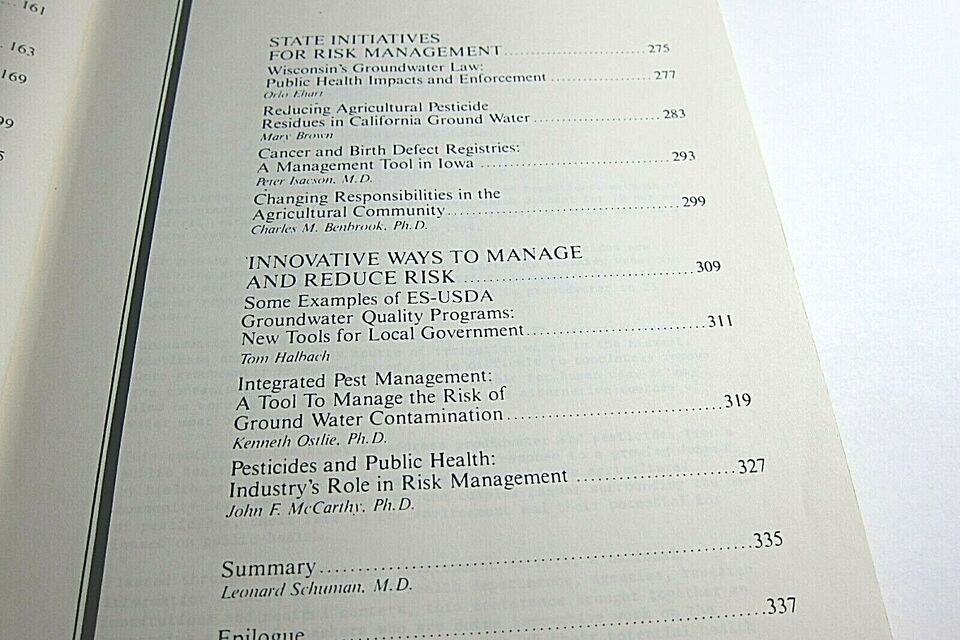 161
163
169
99
5
STATE INITIATIVES
FOR RISK MANAGEMENT 275
Wisconsin's Groundwater Law:
Public Health Impacts and Enforcement 277
Orlo Ehart
Reducing Agricultural Pesticide
Residues in California Ground Water 283
Mary Brown
Cancer and Birth Defect Registries:
A Management Tool in Iowa 293
Peter Isacson, M.D.
Changing Responsibilities in the
Agricultural Community 299
Charles M. Benbrook, Ph.D.
INNOVATIVE WAYS TO MANAGE
AND REDUCE RISK 309
Some Examples of ES-USDA
Groundwater Quality Programs:
New Tools for Local Government 311
Tom Halbach
Integrated Pest Management:
A Tool To Manage the Risk of
Ground Water Contamination 319
Kenneth Ostlie, Ph.D.
Pesticides and Public Health:
Industry's Role in Risk Management 327
John F. McCarthy, Ph.D.
Summary 335
Leonard Schuman, M.D.
Epilogue 337